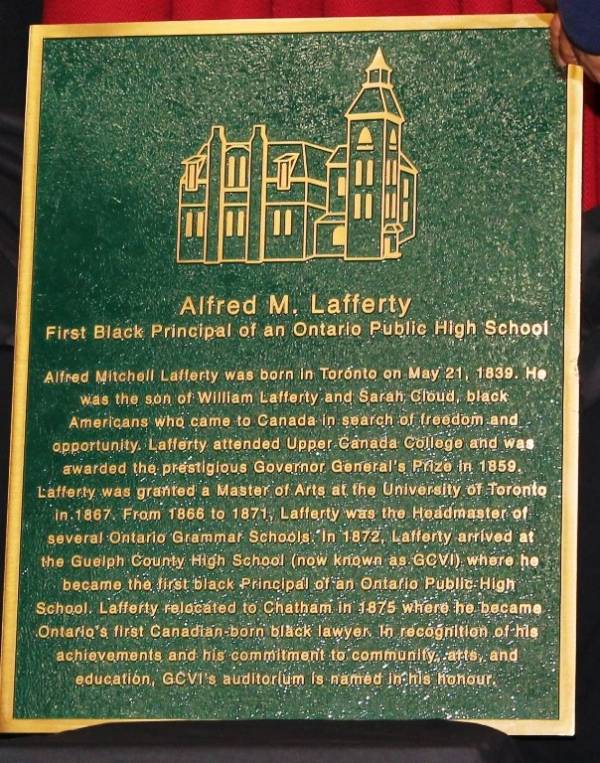 Alfred M. Lafferty
First Black Principal of an Ontario Public High School
Alfred Mitchell Lafferty was born in Toronto on May 21, 1839. He
was the son of William Lafferty and Sarah Cloud, black
Americans who came to Canada in search of freedom and
opportunity. Lafferty attended Upper Canada College and was
awarded the prestigious Governor General's Prize in 1859.
Lafferty was granted a Master of Arts at the University of Toronto
in 1867. From 1866 to 1871, Lafferty was the Headmaster of
several Ontario Grammar Schools. In 1872, Lafferty arrived at
the Guelph County High School (now known as GCVI) where he
became the first black Principal of an Ontario Public High
School. Lafferty relocated to Chatham in 1875 where he became
Ontario's first Canadian-born black lawyer. In recognition of his
achievements and his commitment to community, arts, and
education, GCVI's auditorium is named in his honour.